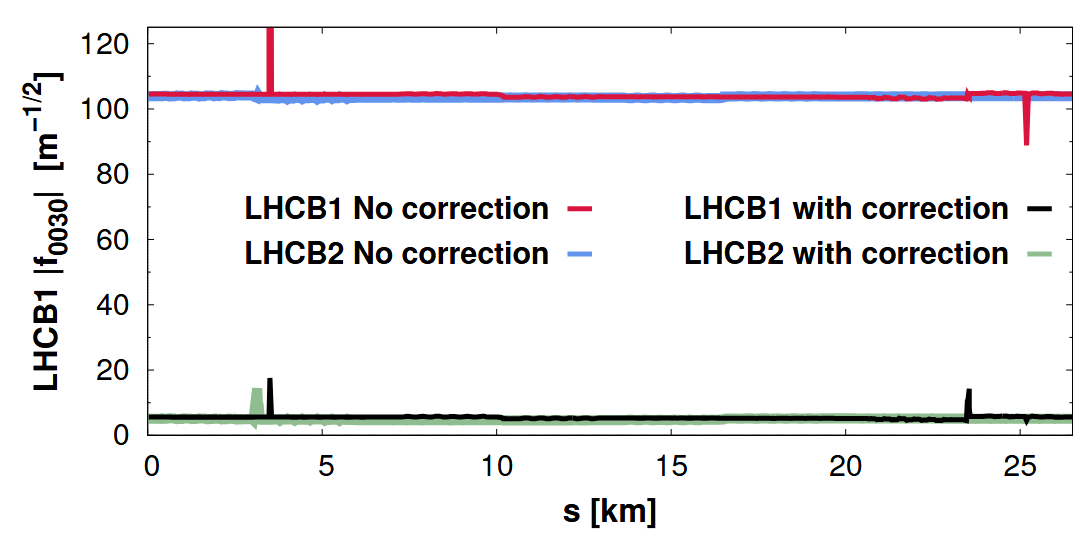 120
100
80
60
40
20
0
LHCB1 |f0030| [m−1/2]
LHCB1 No correction
LHCB1 with correction
LHCB2 No correction
LHCB2 with correction
0 5 10 15 20 25
s [km]